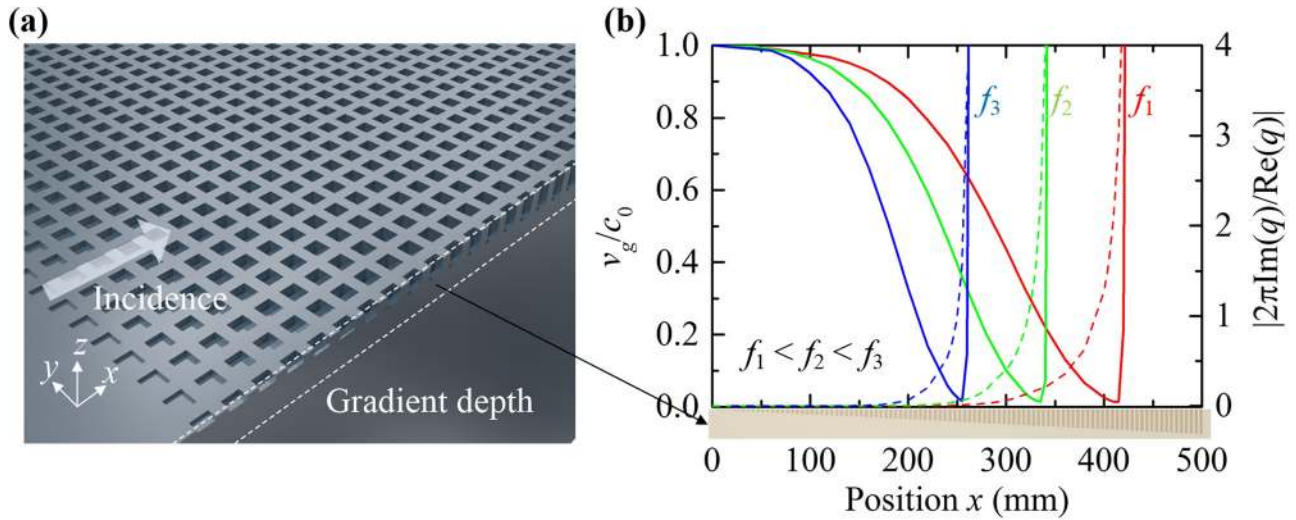 (a)
Incidence
z
y
x
Gradient depth
(b)
1.0
0.8
0.6
0.4
0.2
0.0
v_g/c_0
f_3
f_2
f_1
f_1 < f_2 < f_3
4
3
2
1
0
|2πIm(q)/Re(q)|
0 100 200 300 400 500
Position x (mm)